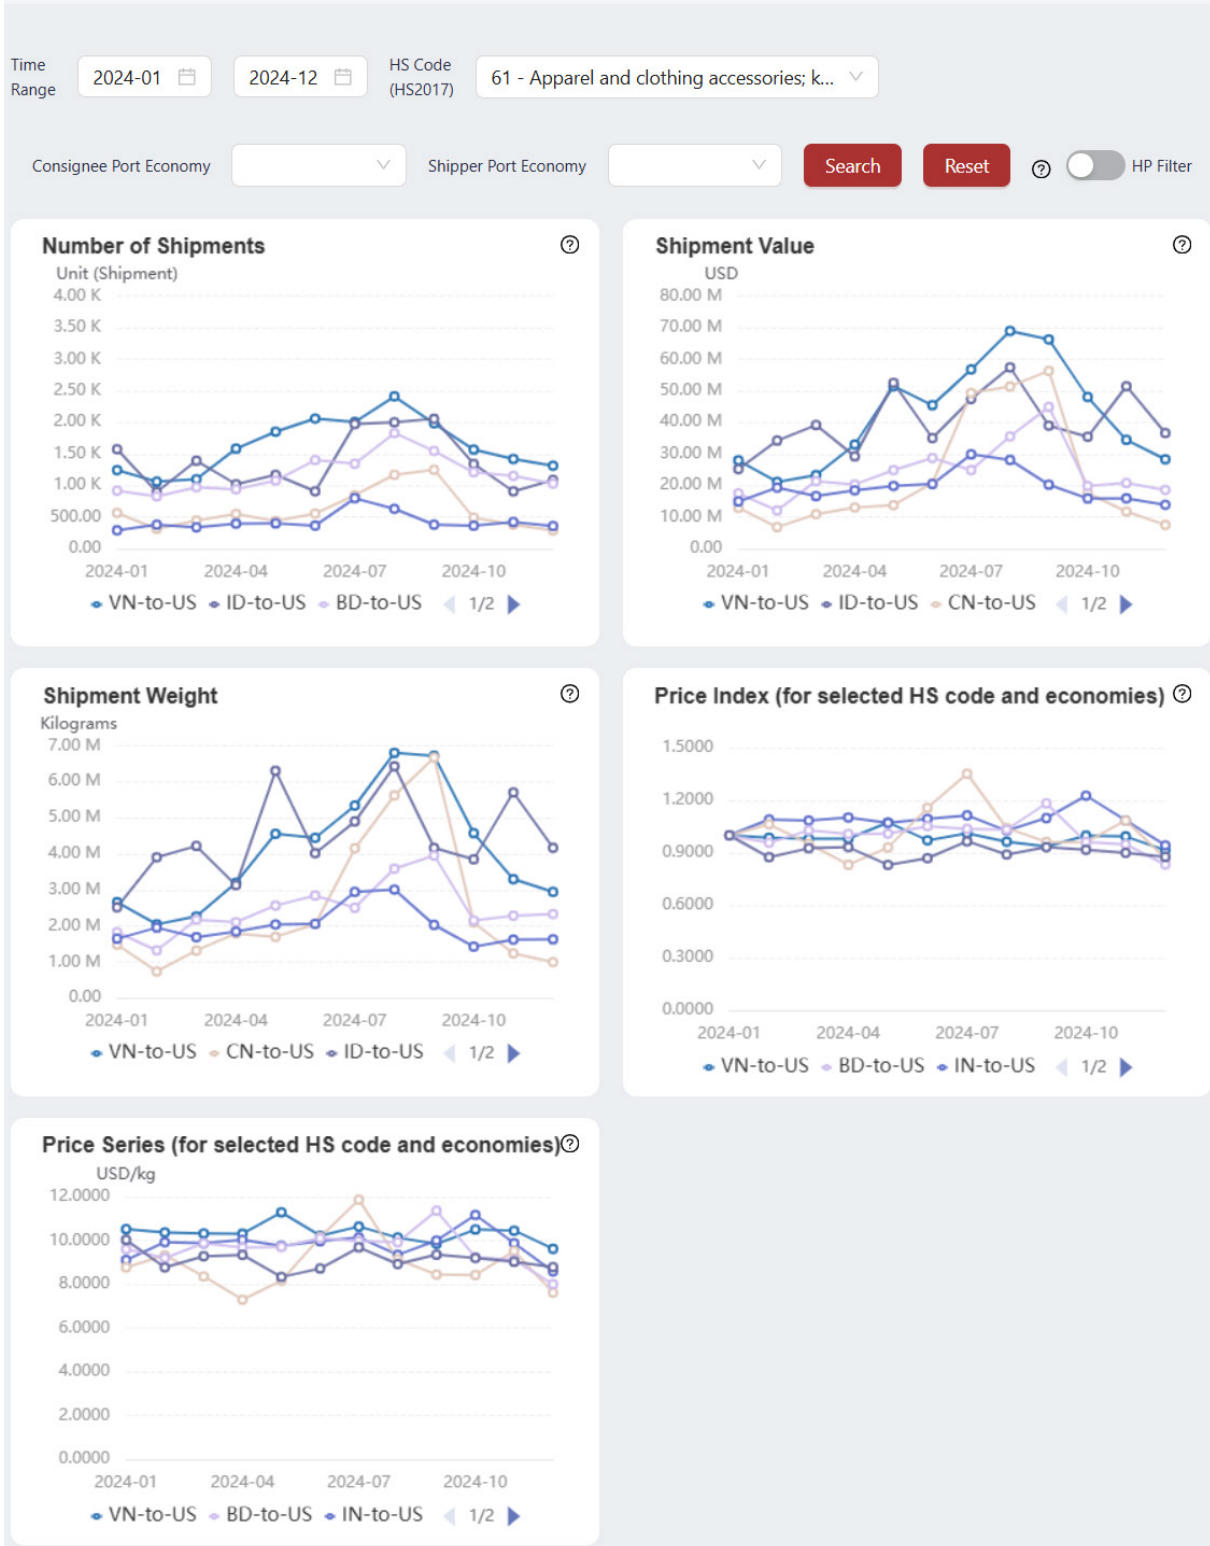 Time Range
2024-01
2024-12
HS Code (HS2017)
61 - Apparel and clothing accessories; k...
Consignee Port Economy
Shipper Port Economy
Search
Reset
HP Filter
Number of Shipments
Unit (Shipment)
4.00 K
3.50 K
3.00 K
2.50 K
2.00 K
1.50 K
1.00 K
500.00
0.00
2024-01 2024-04 2024-07 2024-10
VN-to-US ID-to-US BD-to-US 1/2
Shipment Value
USD
80.00 M
70.00 M
60.00 M
50.00 M
40.00 M
30.00 M
20.00 M
10.00 M
0.00
2024-01 2024-04 2024-07 2024-10
VN-to-US ID-to-US CN-to-US 1/2
Shipment Weight
Kilograms
7.00 M
6.00 M
5.00 M
4.00 M
3.00 M
2.00 M
1.00 M
0.00
2024-01 2024-04 2024-07 2024-10
VN-to-US CN-to-US ID-to-US 1/2
Price Index (for selected HS code and economies)
1.5000
1.2000
0.9000
0.6000
0.3000
0.0000
2024-01 2024-04 2024-07 2024-10
VN-to-US BD-to-US IN-to-US 1/2
Price Series (for selected HS code and economies)
USD/kg
12.0000
10.0000
8.0000
6.0000
4.0000
2.0000
0.0000
2024-01 2024-04 2024-07 2024-10
VN-to-US BD-to-US IN-to-US 1/2